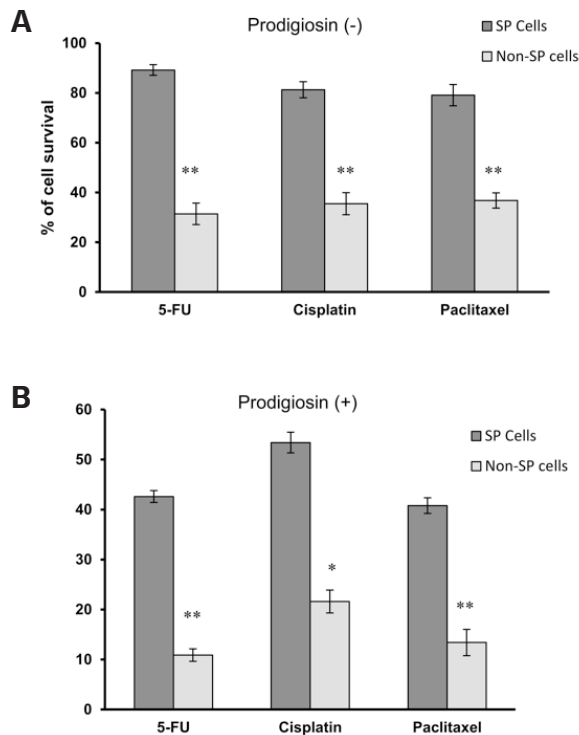 A
Prodigiosin (-)
SP Cells
Non-SP cells
% of cell survival
100
80
60
40
20
0
**
**
**
5-FU Cisplatin Paclitaxel
B
Prodigiosin (+)
SP Cells
Non-SP cells
60
50
40
30
20
10
0
**
*
**
5-FU Cisplatin Paclitaxel